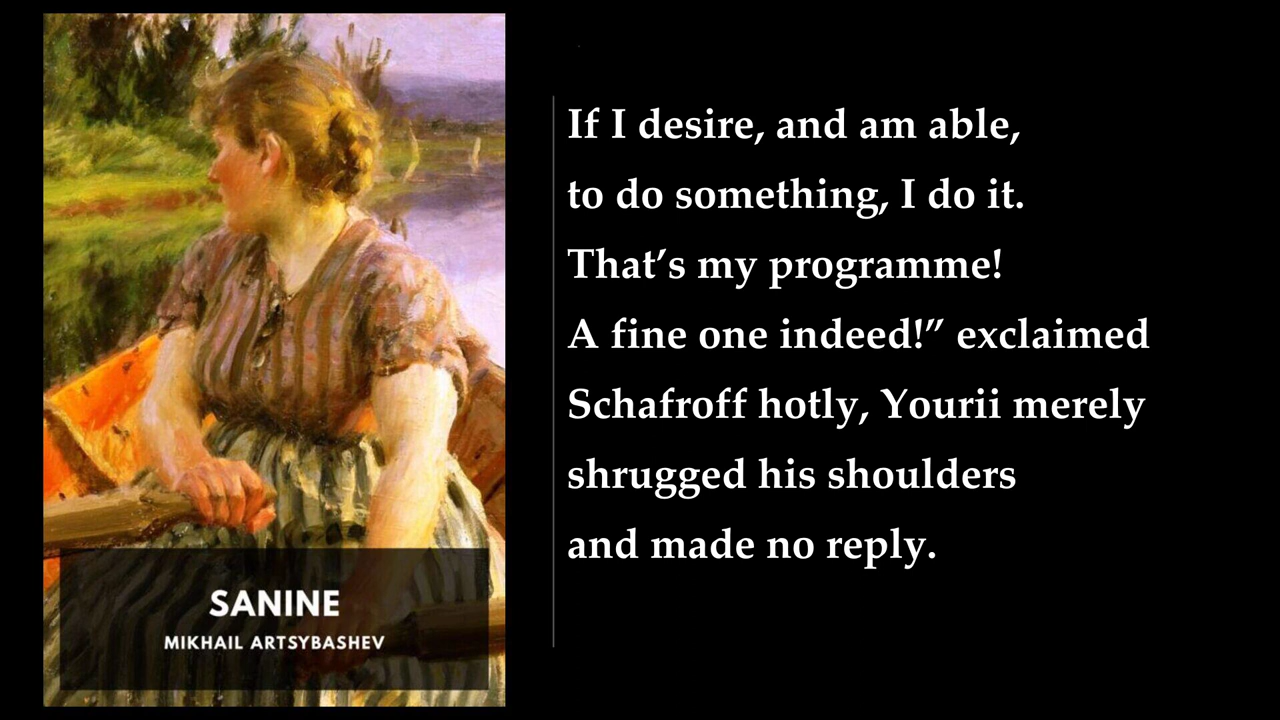 SANINE
MIKHAIL ARTSYBASHEV
If I desire, and am able,
to do something, I do it.
That’s my programme!
A fine one indeed!” exclaimed
Schafroff hotly, Yourii merely
shrugged his shoulders
and made no reply.